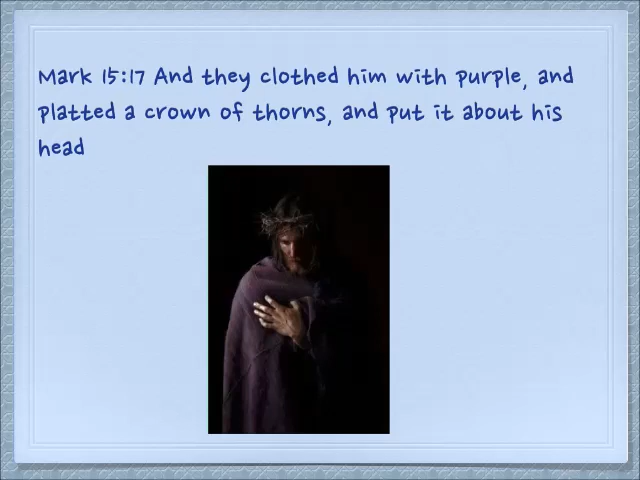 Mark 15:17 And they clothed him with purple, and
platted a crown of thorns, and put it about his
head